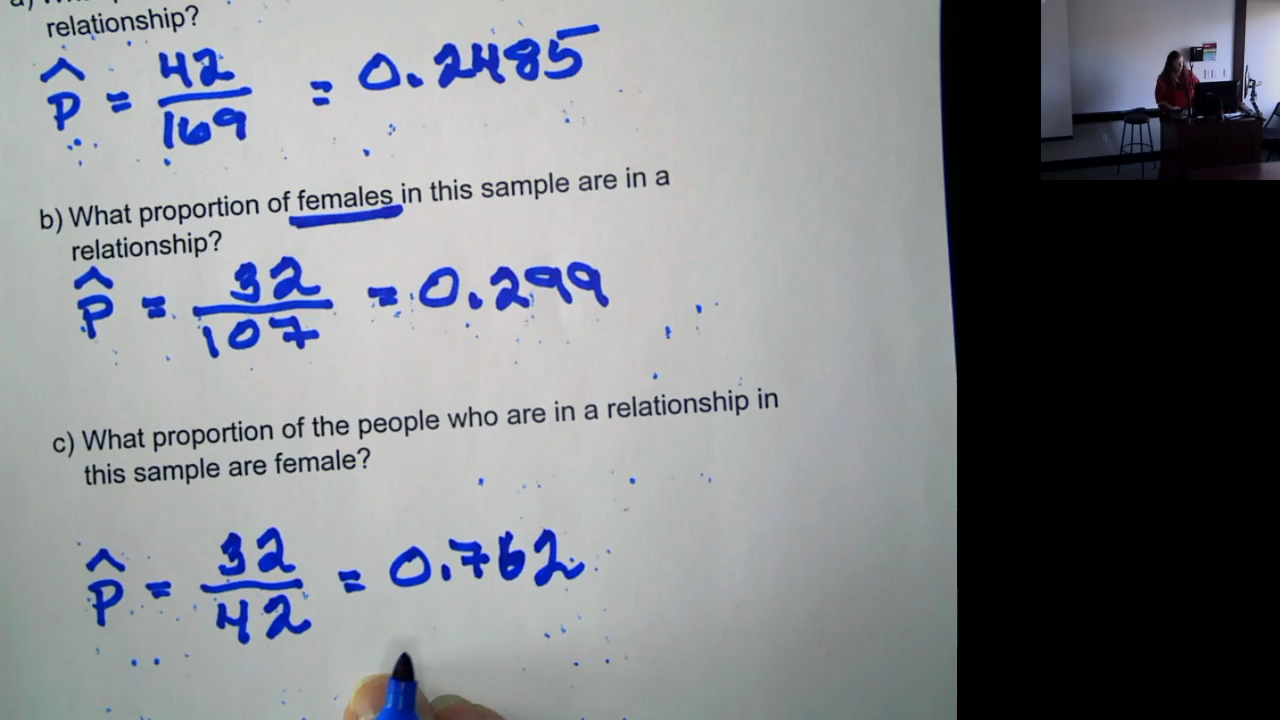 relationship?
p̂ = 42/169 = 0.2485
b) What proportion of females in this sample are in a
relationship?
p̂ = 32/107 = 0.299
c) What proportion of the people who are in a relationship in
this sample are female?
p̂ = 32/42 = 0.762